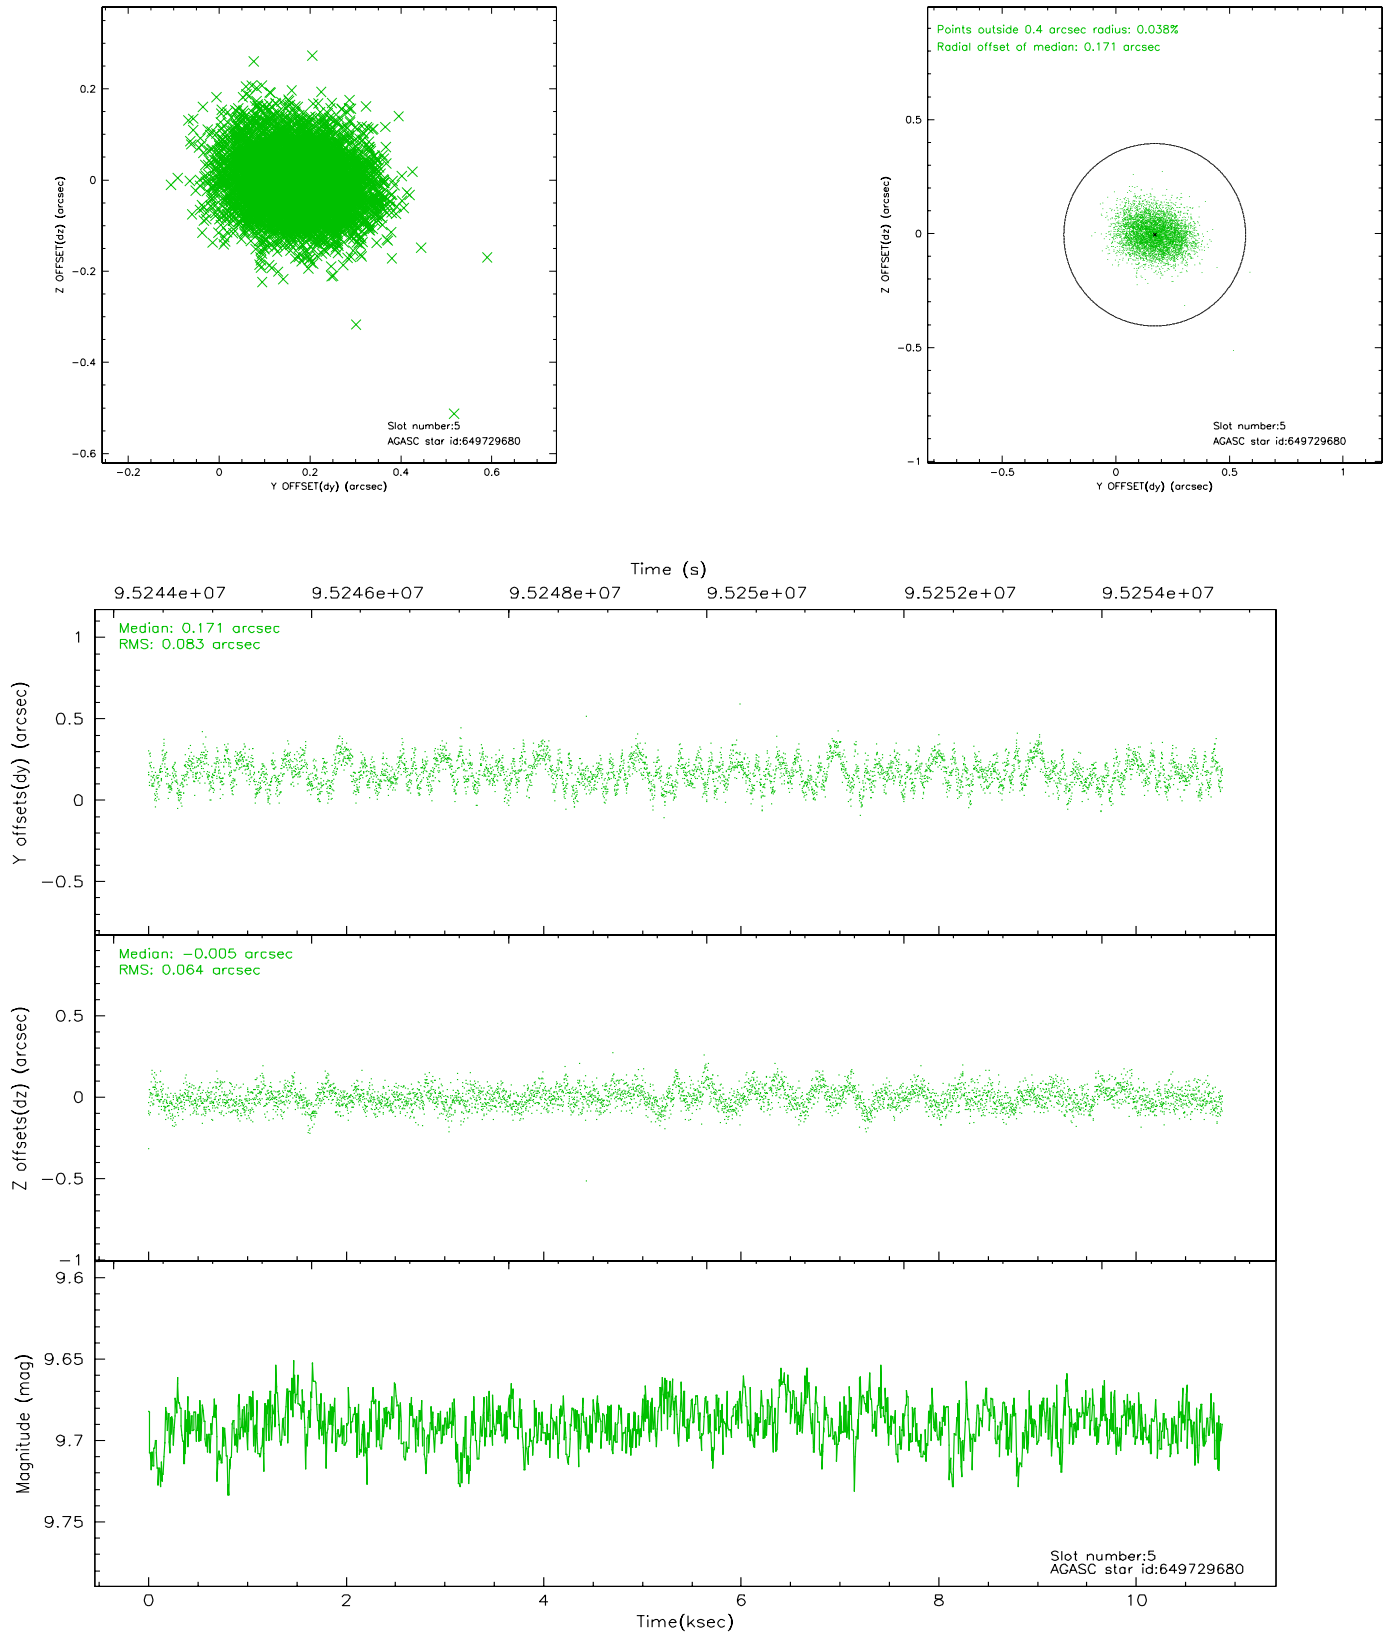 0.2
0
−0.2
−0.4
−0.6
Z OFFSET(dz) (arcsec)
−0.2
0
0.2
0.4
0.6
Y OFFSET(dy) (arcsec)
Slot number:5
AGASC star id:649729680
Points outside 0.4 arcsec radius: 0.038%
Radial offset of median: 0.171 arcsec
0.5
0
−0.5
−1
Z OFFSET(dz) (arcsec)
−0.5
0
0.5
1
Y OFFSET(dy) (arcsec)
Slot number:5
AGASC star id:649729680
Time (s)
9.5244e+07
9.5246e+07
9.5248e+07
9.525e+07
9.5252e+07
9.5254e+07
Median: 0.171 arcsec
RMS: 0.083 arcsec
1
0.5
0
−0.5
Y offsets(dy) (arcsec)
Median: −0.005 arcsec
RMS: 0.064 arcsec
0.5
0
−0.5
−1
Z offsets(dz) (arcsec)
9.6
9.65
9.7
9.75
Magnitude (mag)
Slot number:5
AGASC star id:649729680
0
2
4
6
8
10
Time(ksec)